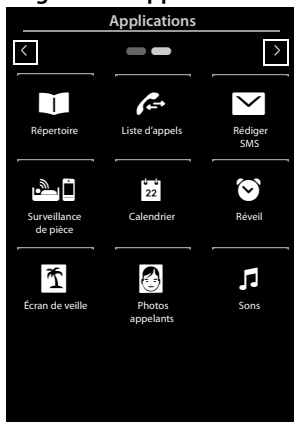 Applications
Répertoire
Liste d'appels
Rédiger
SMS
22
Surveillance
de pièce
Calendrier
Réveil
Écran de veille
Photos
appelants
Sons